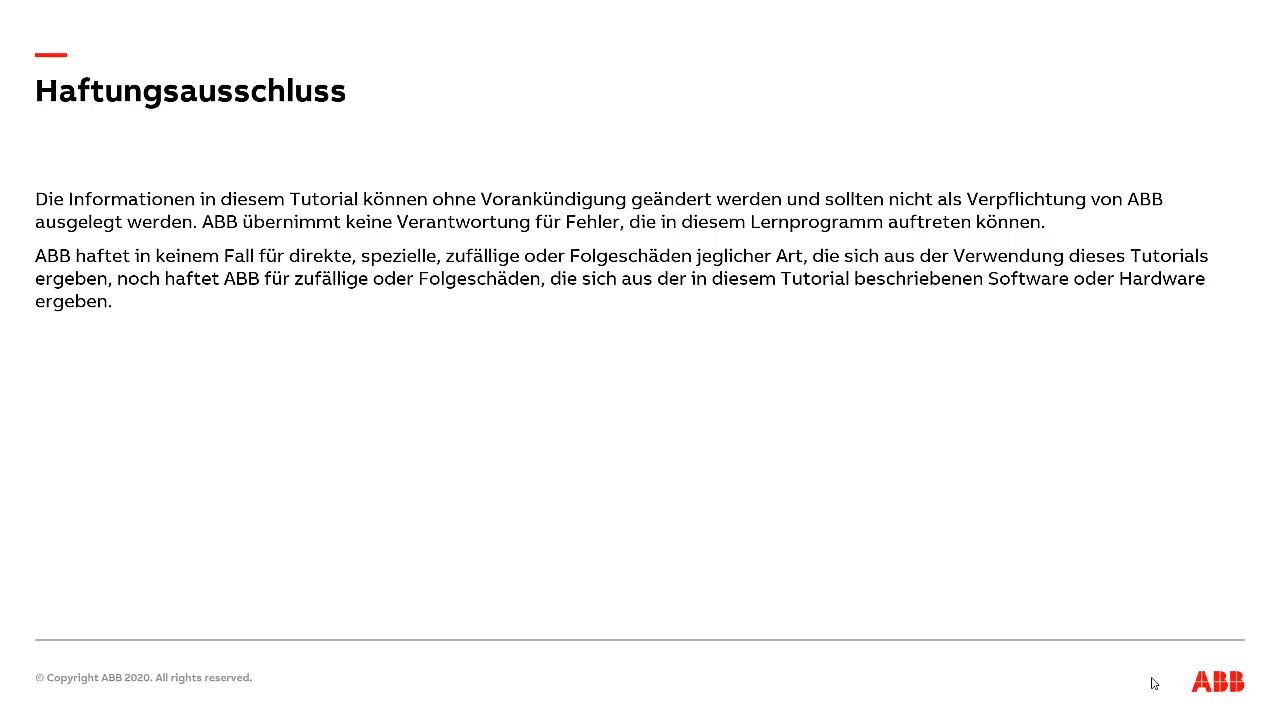 Haftungsausschluss
Die Informationen in diesem Tutorial können ohne Vorankündigung geändert werden und sollten nicht als Verpflichtung von ABB
ausgelegt werden. ABB übernimmt keine Verantwortung für Fehler, die in diesem Lernprogramm auftreten können.
ABB haftet in keinem Fall für direkte, spezielle, zufällige oder Folgeschäden jeglicher Art, die sich aus der Verwendung dieses Tutorials
ergeben, noch haftet ABB für zufällige oder Folgeschäden, die sich aus der in diesem Tutorial beschriebenen Software oder Hardware
ergeben.
© Copyright ABB 2020. All rights reserved.
ABB